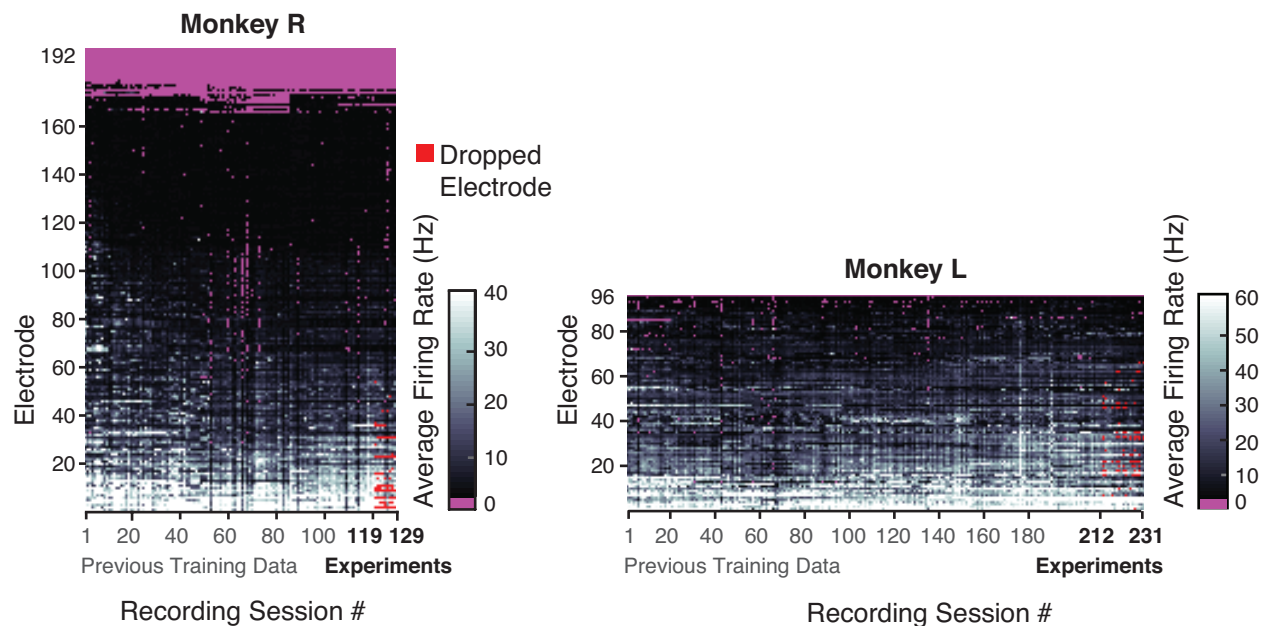 Monkey R
192
160
140
120
100
80
60
40
20
Electrode
1 20 40 60 80 100 119 129
Previous Training Data Experiments
Recording Session #
Dropped
Electrode
Average Firing Rate (Hz)
40
30
20
10
0
Monkey L
96
80
60
40
20
Electrode
1 20 40 60 80 100 120 140 160 180 212 231
Previous Training Data Experiments
Recording Session #
Average Firing Rate (Hz)
60
50
40
30
20
10
0